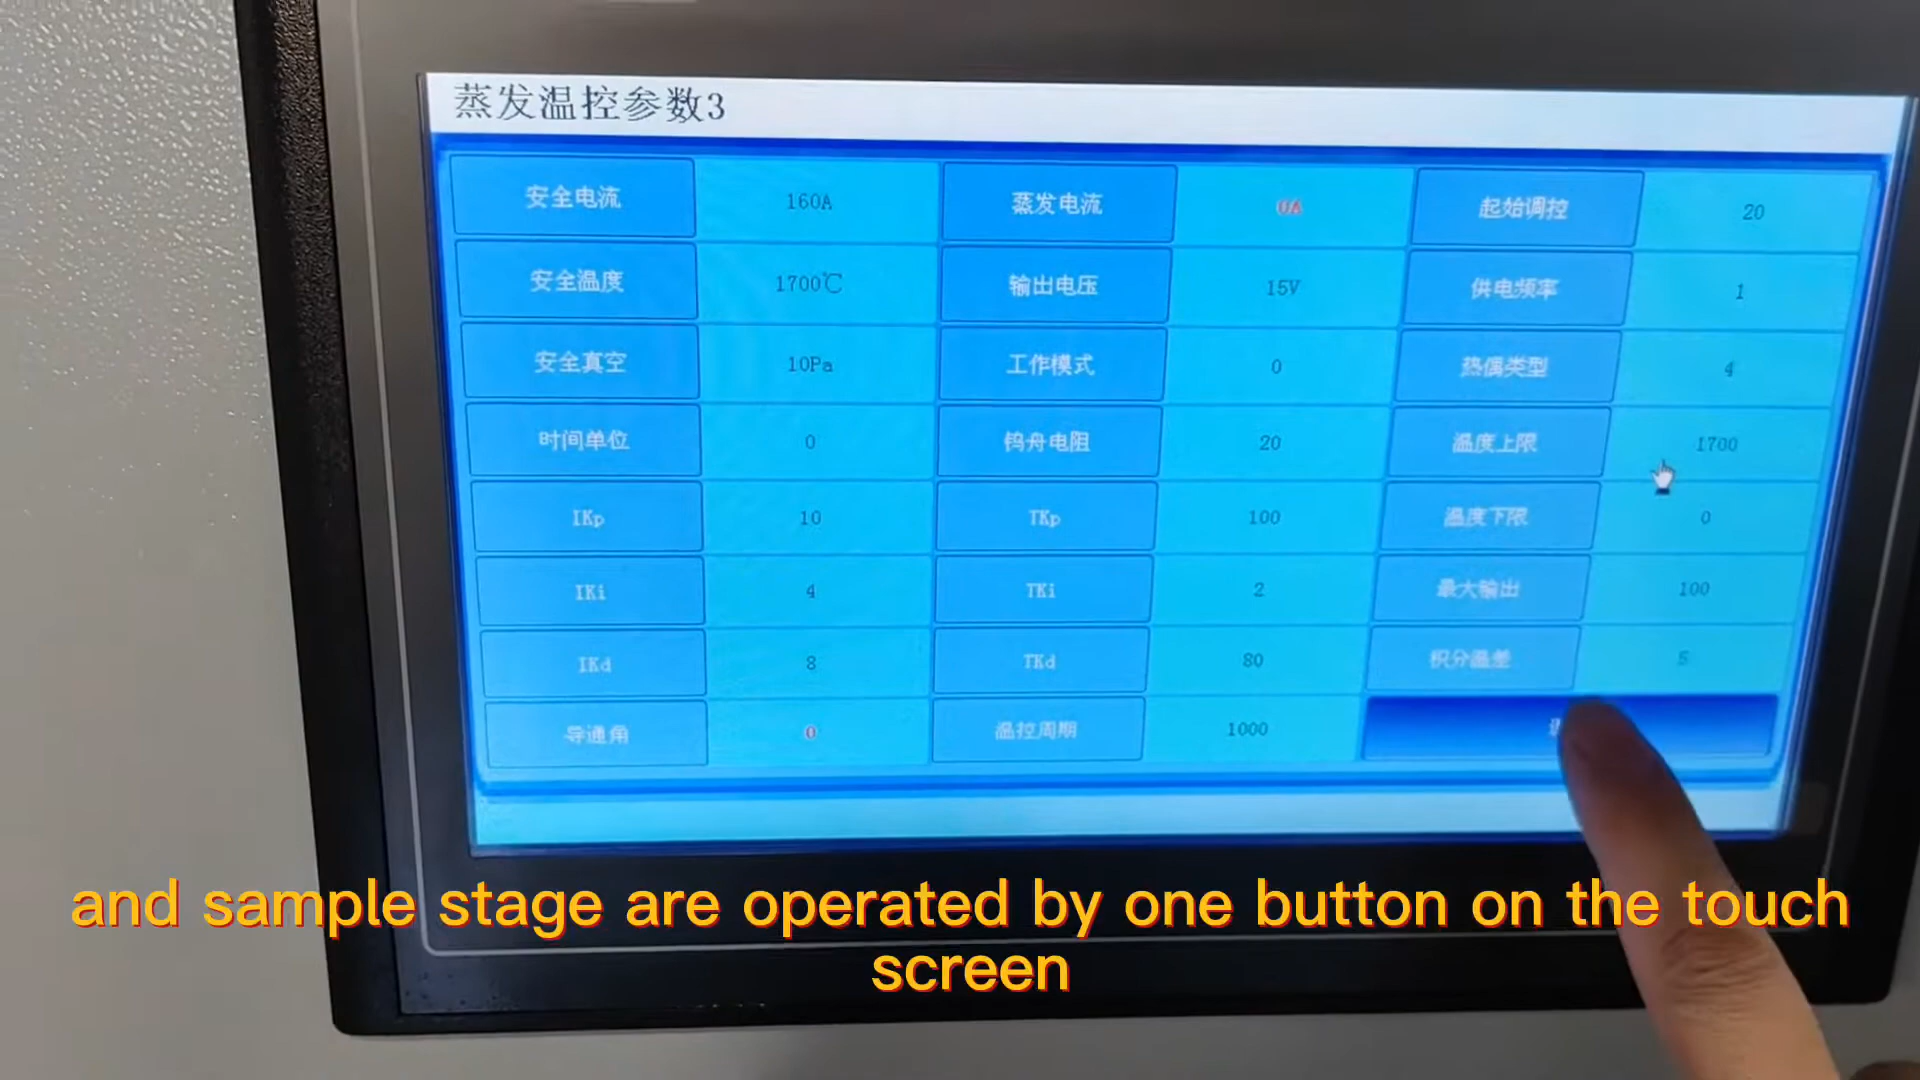 蒸发温控参数3
安全电流 160A 蒸发电流 0A 起始调控 20
安全温度 1700℃ 输出电压 15V 供电频率 1
安全真空 10Pa 工作模式 0 热偶类型 4
时间单位 0 钨舟电阻 20 温度上限 1700
IKp 10 TKp 100 温度下限 0
IKi 4 TKi 2 最大输出 100
IKd 8 TKd 80 积分温差 5
导通角 0 温控周期 1000
and sample stage are operated by one button on the touch
screen